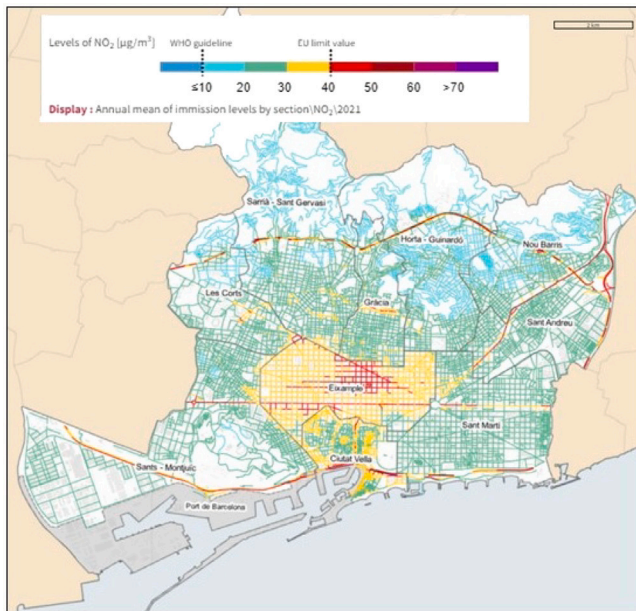 2 km
Levels of NO₂ [µg/m³] WHO guideline EU limit value
≤10 20 30 40 50 60 >70
Display : Annual mean of immission levels by section\NO₂\2021
Sarrià - Sant Gervasi
Horta - Guinardó
Nou Barris
Les Corts
Gràcia
Sant Andreu
Eixample
Sant Martí
Ciutat Vella
Sants - Montjuïc
Port de Barcelona